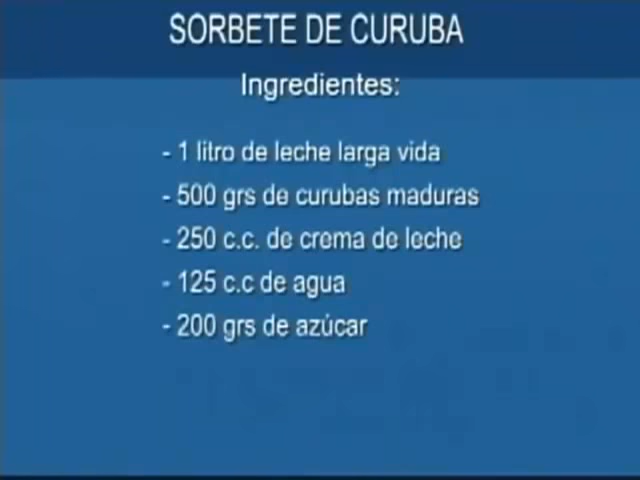 SORBETE DE CURUBA
Ingredientes:
- 1 litro de leche larga vida
- 500 grs de curubas maduras
- 250 c.c. de crema de leche
- 125 c.c de agua
- 200 grs de azúcar